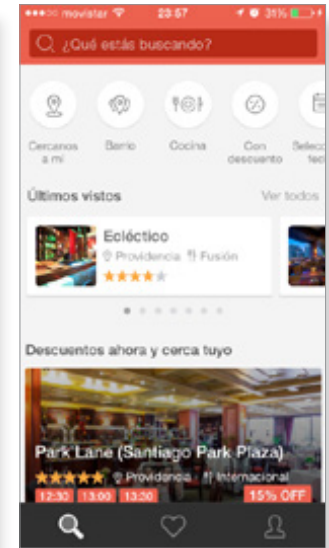 movistar 23:57 31%
¿Qué estás buscando?
Cercanos a mi
Barrio
Cocina
Con descuento
Últimos vistos Ver todos
Ecléctico
Providencia Fusión
Descuentos ahora y cerca tuyo
Park Lane (Santiago Park Plaza)
Providencia Internacional
12:30 13:00 13:30 15% OFF